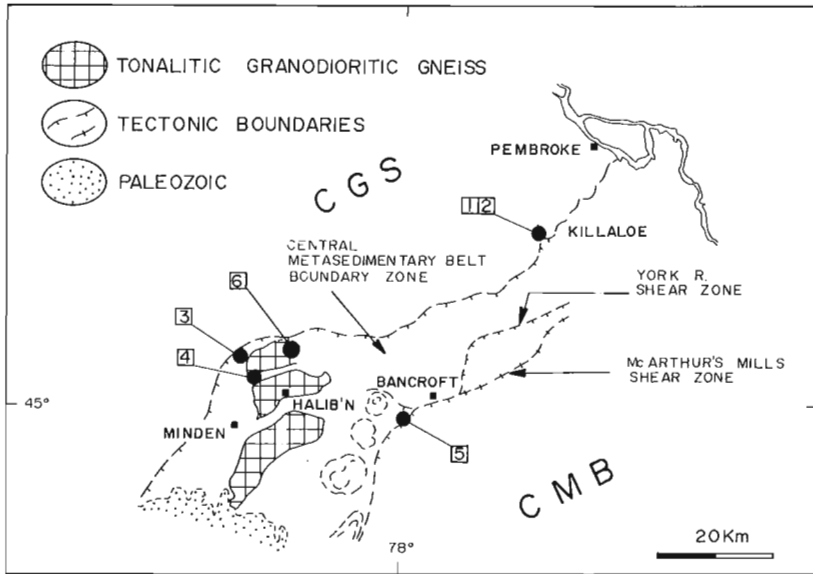 TONALITIC GRANODIORITIC GNEISS
TECTONIC BOUNDARIES
PALEOZOIC
PEMBROKE
CGS
1 2
KILLALOE
CENTRAL
METASEDIMENTARY BELT
BOUNDARY ZONE
YORK R.
SHEAR ZONE
6
3
4
McARTHUR'S MILLS
SHEAR ZONE
BANCROFT
HALIB'N
45°
MINDEN
5
CMB
78°
20Km